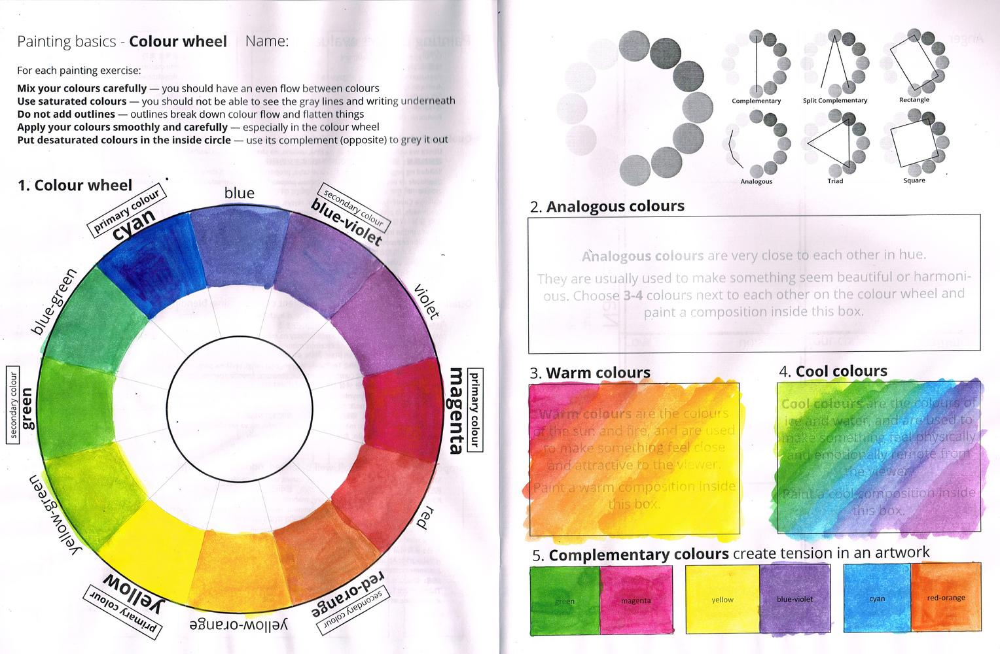 Painting basics - Colour wheel Name:
For each painting exercise:
Mix your colours carefully — you should have an even flow between colours
Use saturated colours — you should not be able to see the gray lines and writing underneath
Do not add outlines — outlines break down colour flow and flatten things
Apply your colours smoothly and carefully — especially in the colour wheel
Put desaturated colours in the inside circle — use its complement (opposite) to grey it out
1. Colour wheel
primary colour
cyan
blue
secondary colour
blue-violet
violet
primary colour
magenta
red
secondary colour
red-orange
yellow-orange
primary colour
yellow
yellow-green
secondary colour
green
blue-green
Complementary
Split Complementary
Rectangle
Analogous
Triad
Square
2. Analogous colours
Analogous colours are very close to each other in hue.
They are usually used to make something seem beautiful or harmoni-
ous. Choose 3-4 colours next to each other on the colour wheel and
paint a composition inside this box.
3. Warm colours
Warm colours are the colours
of the sun and fire, and are used
to make something feel close
and attractive to the viewer.
Paint a warm composition inside
this box.
4. Cool colours
Cool colours are the colours of
ice and water, and are used to
make something feel physically
and emotionally remote from
the viewer.
Paint a cool composition inside
this box.
5. Complementary colours create tension in an artwork
green
magenta
yellow
blue-violet
cyan
red-orange
Anger